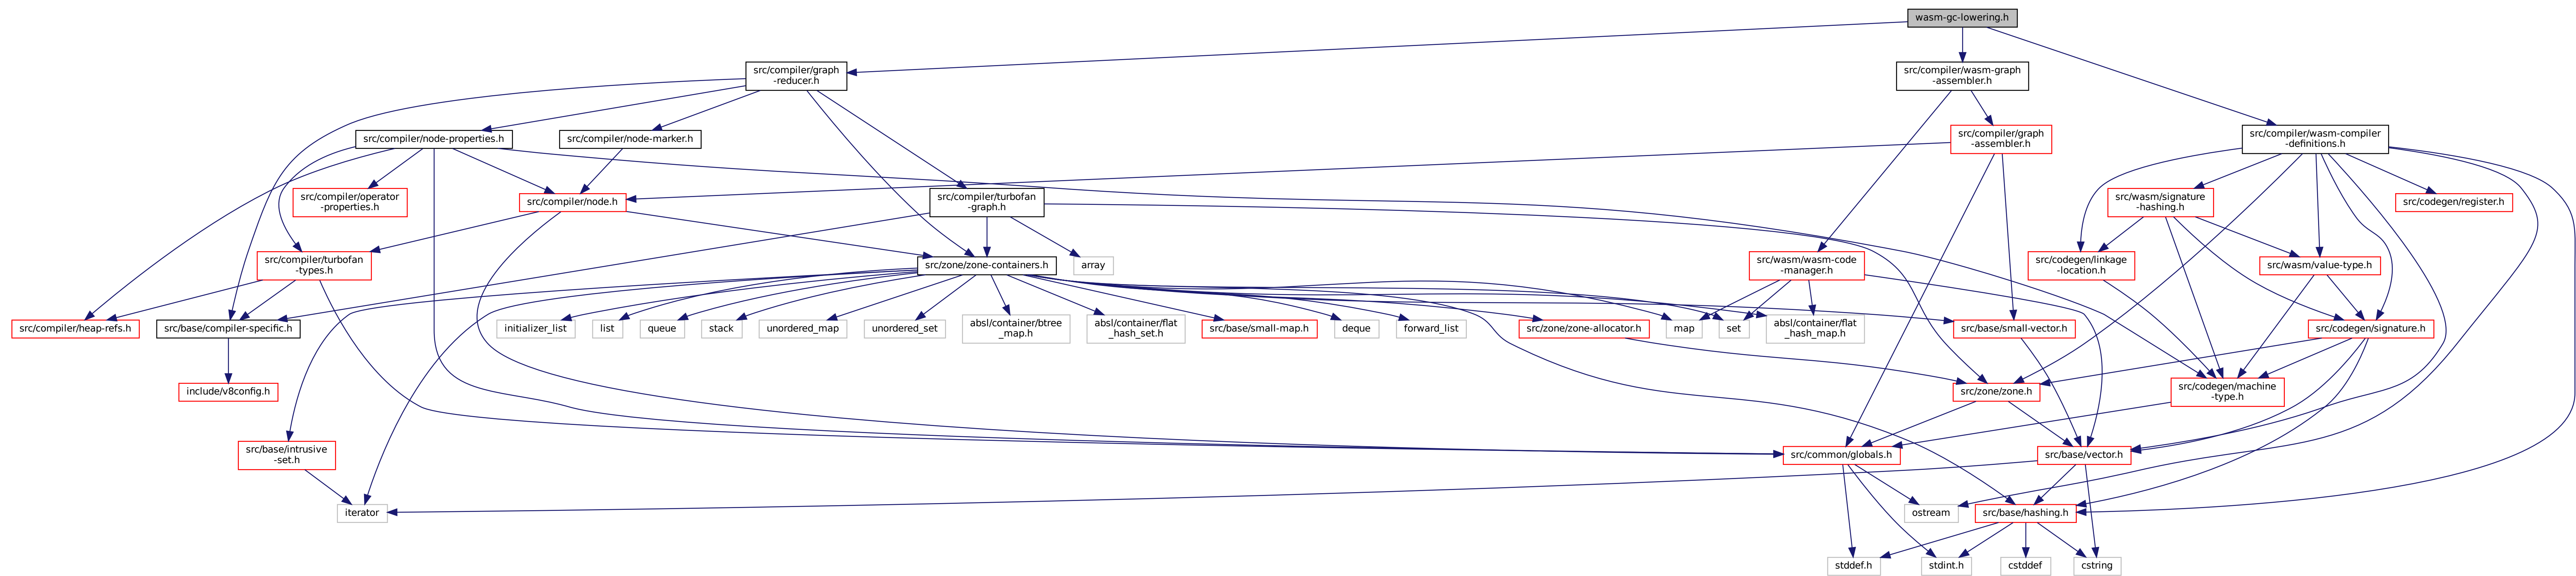 wasm-gc-lowering.h
src/compiler/graph
-reducer.h
src/compiler/wasm-graph
-assembler.h
src/compiler/node-properties.h
src/compiler/node-marker.h
src/compiler/graph
-assembler.h
src/compiler/wasm-compiler
-definitions.h
src/compiler/operator
-properties.h
src/compiler/node.h
src/compiler/turbofan
-graph.h
src/wasm/signature
-hashing.h
src/codegen/register.h
src/compiler/turbofan
-types.h
src/zone/zone-containers.h
array
src/wasm/wasm-code
-manager.h
src/codegen/linkage
-location.h
src/wasm/value-type.h
src/compiler/heap-refs.h
src/base/compiler-specific.h
initializer_list
list
queue
stack
unordered_map
unordered_set
absl/container/btree
_map.h
absl/container/flat
_hash_set.h
src/base/small-map.h
deque
forward_list
src/zone/zone-allocator.h
map
set
absl/container/flat
_hash_map.h
src/base/small-vector.h
src/codegen/signature.h
include/v8config.h
src/zone/zone.h
src/codegen/machine
-type.h
src/base/intrusive
-set.h
src/common/globals.h
src/base/vector.h
iterator
ostream
src/base/hashing.h
stddef.h
stdint.h
cstddef
cstring